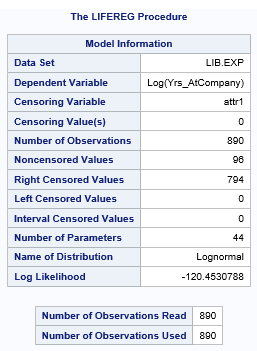 The LIFEREG Procedure
Model Information
Data Set LIB.EXP
Dependent Variable Log(Yrs_AtCompany)
Censoring Variable attr1
Censoring Value(s) 0
Number of Observations 890
Noncensored Values 96
Right Censored Values 794
Left Censored Values 0
Interval Censored Values 0
Number of Parameters 44
Name of Distribution Lognormal
Log Likelihood -120.4530788
Number of Observations Read 890
Number of Observations Used 890